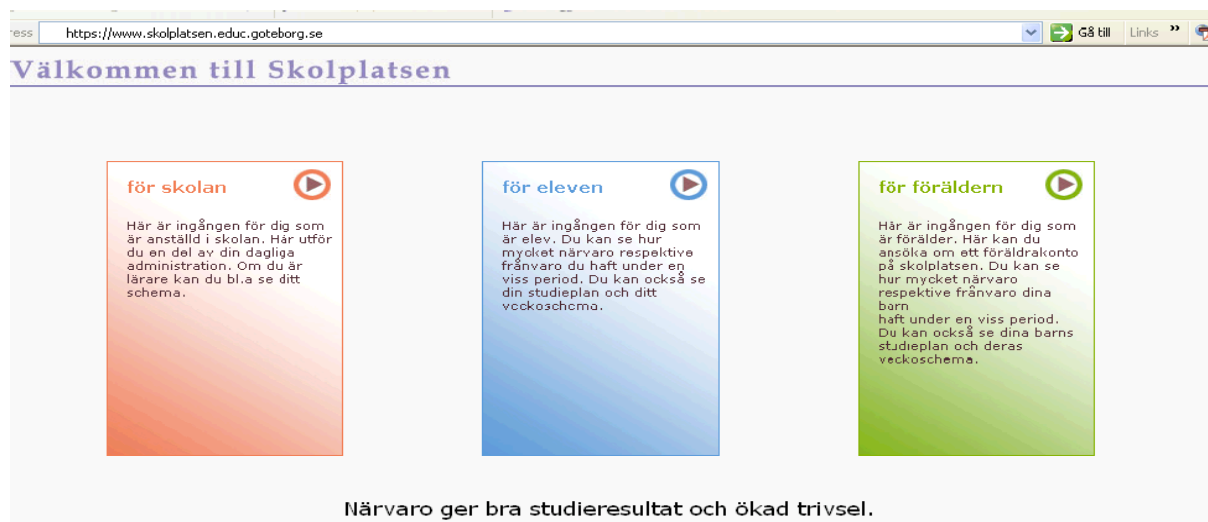 ress https://www.skolplatsen.educ.goteborg.se Gå till Links »
Välkommen till Skolplatsen
för skolan
Här är ingången för dig som
är anställd i skolan. Här utför
du en del av din dagliga
administration. Om du är
lärare kan du bl.a se ditt
schema.
för eleven
Här är ingången för dig som
är elev. Du kan se hur
mycket närvaro respektive
frånvaro du haft under en
viss period. Du kan också se
din studieplan och ditt
veckoschema.
för föräldern
Här är ingången för dig som
är förälder. Här kan du
ansöka om ett föräldrakonto
på skolplatsen. Du kan se
hur mycket närvaro
respektive frånvaro dina
barn
haft under en viss period.
Du kan också se dina barns
studieplan och deras
veckoschema.
Närvaro ger bra studieresultat och ökad trivsel.